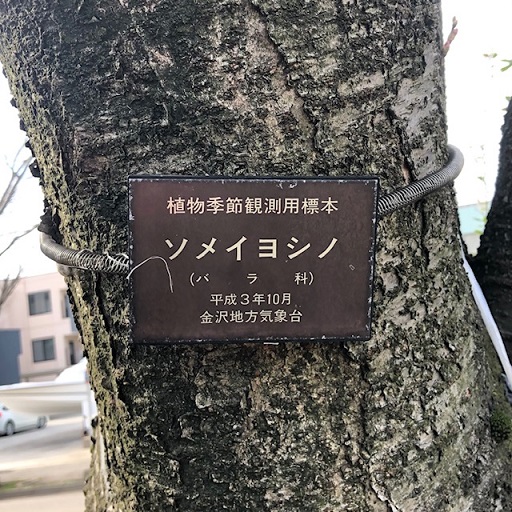 植物季節観測用標本
ソメイヨシノ
(バラ科)
平成3年10月
金沢地方気象台